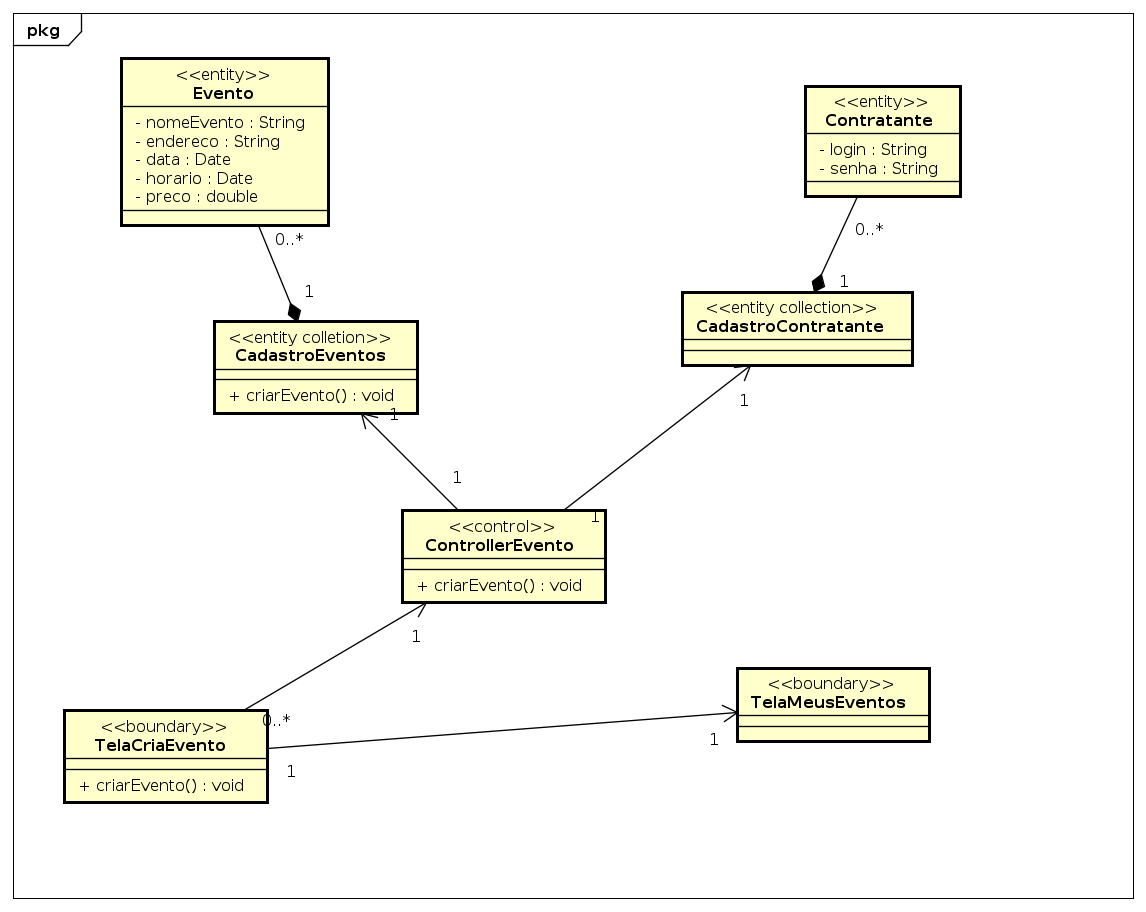 pkg
<<entity>>
Evento
- nomeEvento : String
- endereco : String
- data : Date
- horario : Date
- preco : double
<<entity>>
Contratante
- login : String
- senha : String
0..*
1
0..*
1
<<entity colletion>>
CadastroEventos
+ criarEvento() : void
<<entity collection>>
CadastroContratante
1
1
1
1
<<control>>
ControllerEvento
+ criarEvento() : void
1
0..*
<<boundary>>
TelaCriaEvento
+ criarEvento() : void
1
1
<<boundary>>
TelaMeusEventos